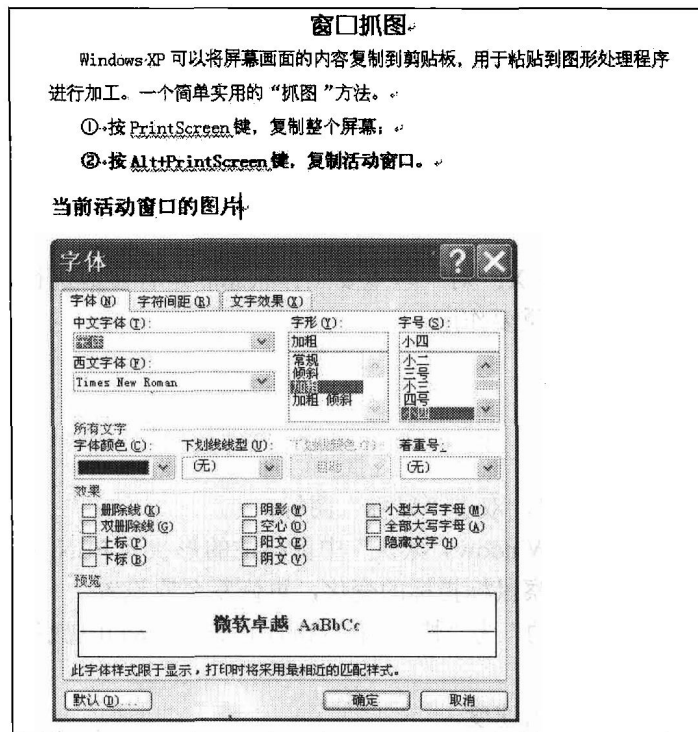 窗口抓图
Windows XP 可以将屏幕画面的内容复制到剪贴板，用于粘贴到图形处理程序
进行加工。一个简单实用的“抓图”方法。
① 按 PrintScreen 键，复制整个屏幕；
② 按 Alt+PrintScreen 键，复制活动窗口。
当前活动窗口的图片
字体
字体(N) 字符间距(R) 文字效果(X)
中文字体(T): 字形(Y): 字号(S):
加粗 小四
常规 小二
西文字体(F): 倾斜 三号
Times New Roman 加粗 小三
加粗 倾斜 四号
小四
所有文字
字体颜色(C): 下划线线型(U): 着重号:
(无) (无)
效果
删除线(K) 阴影(W) 小型大写字母(M)
双删除线(G) 空心(O) 全部大写字母(A)
上标(P) 阳文(E) 隐藏文字(H)
下标(B) 阴文(V)
预览
微软卓越 AaBbCc
此字体样式限于显示，打印时将采用最相近的匹配样式。
默认(D)... 确定 取消